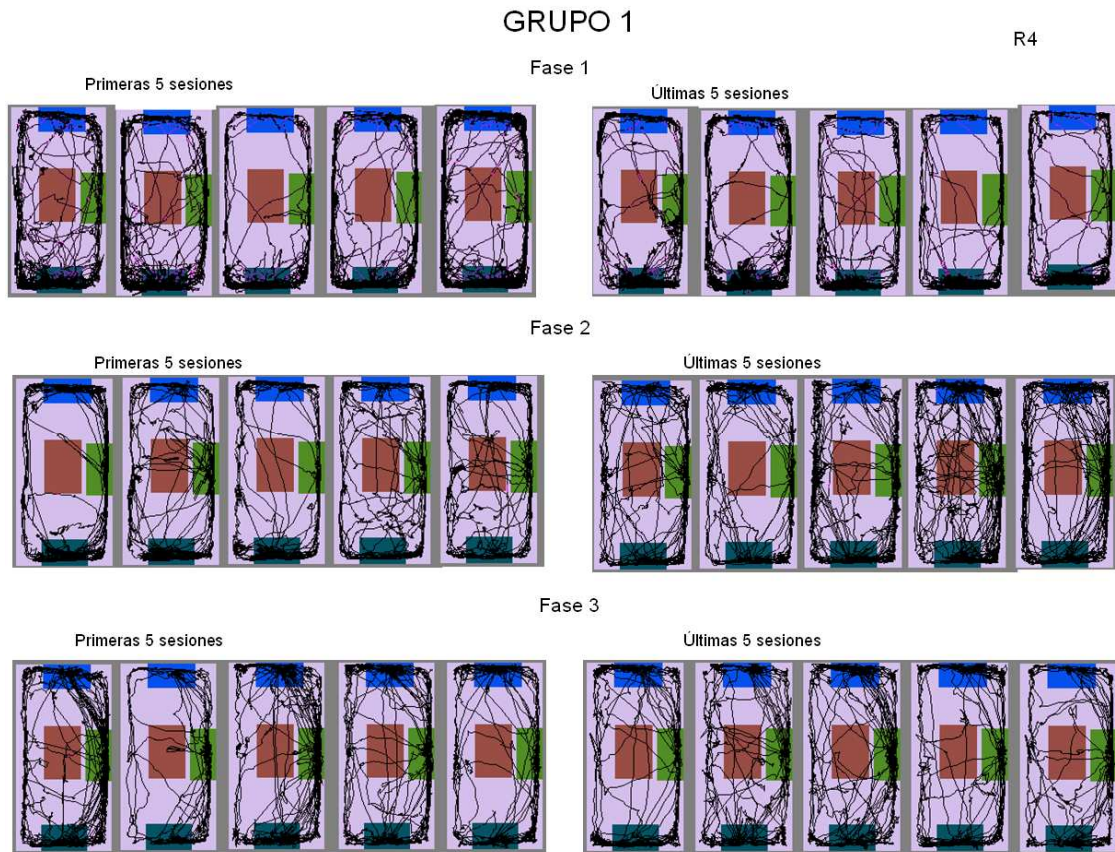 GRUPO 1
R4
Fase 1
Primeras 5 sesiones
Últimas 5 sesiones
Fase 2
Primeras 5 sesiones
Últimas 5 sesiones
Fase 3
Primeras 5 sesiones
Últimas 5 sesiones